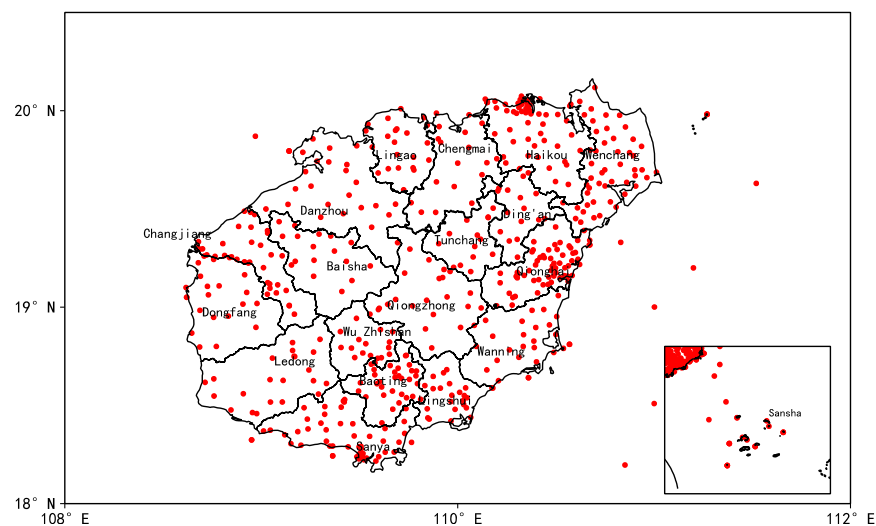 20° N
Lingao
Chengmai
Haikou
Wenchang
Danzhou
Ding'an
Changjiang
Tunchang
Baisha
Qionghai
Dongfang
Qiongzhong
19° N
Wu Zhishan
Wanning
Ledong
Baoting
Lingshui
Sansha
Sanya
18° N
108° E
110° E
112° E